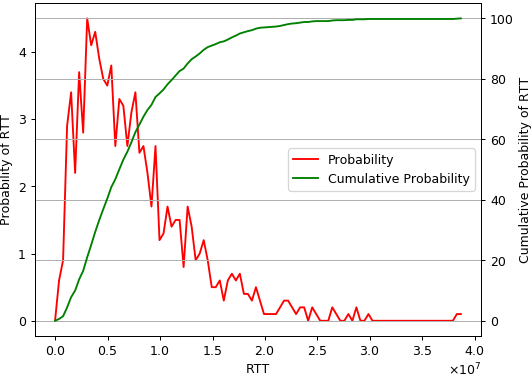 Probability of RTT
4
3
2
1
0
100
80
60
40
20
0
Cumulative Probability of RTT
Probability
Cumulative Probability
0.0 0.5 1.0 1.5 2.0 2.5 3.0 3.5 4.0
RTT
×10⁷